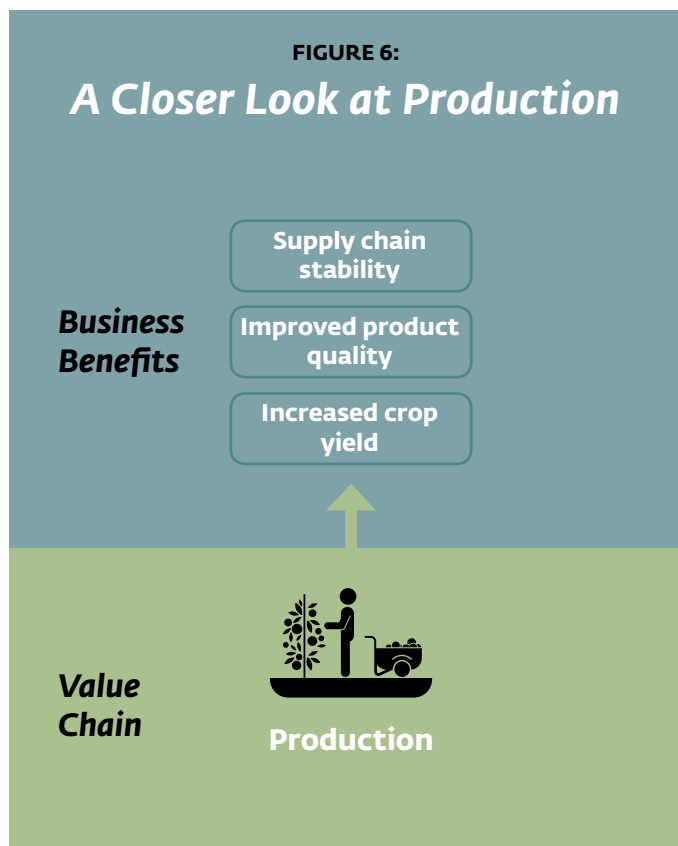 FIGURE 6:
A Closer Look at Production
Supply chain
stability
Business
Benefits
Improved product
quality
Increased crop
yield
Value
Chain
Production